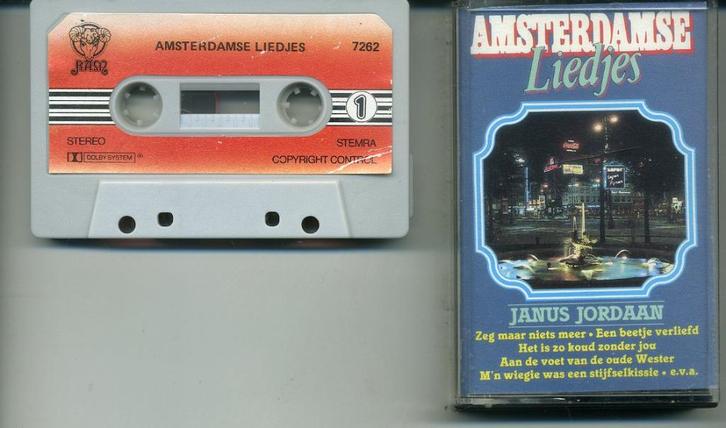 RAM
AMSTERDAMSE LIEDJES 7262
1
STEREO
STEMRA
DOLBY SYSTEM ®
COPYRIGHT CONTROL
AMSTERDAMSE
Liedjes
JANUS JORDAAN
Zeg maar niets meer • Een beetje verliefd
Het is zo koud zonder jou
Aan de voet van de oude Wester
M'n wiegie was een stijfselkissie • e.v.a.